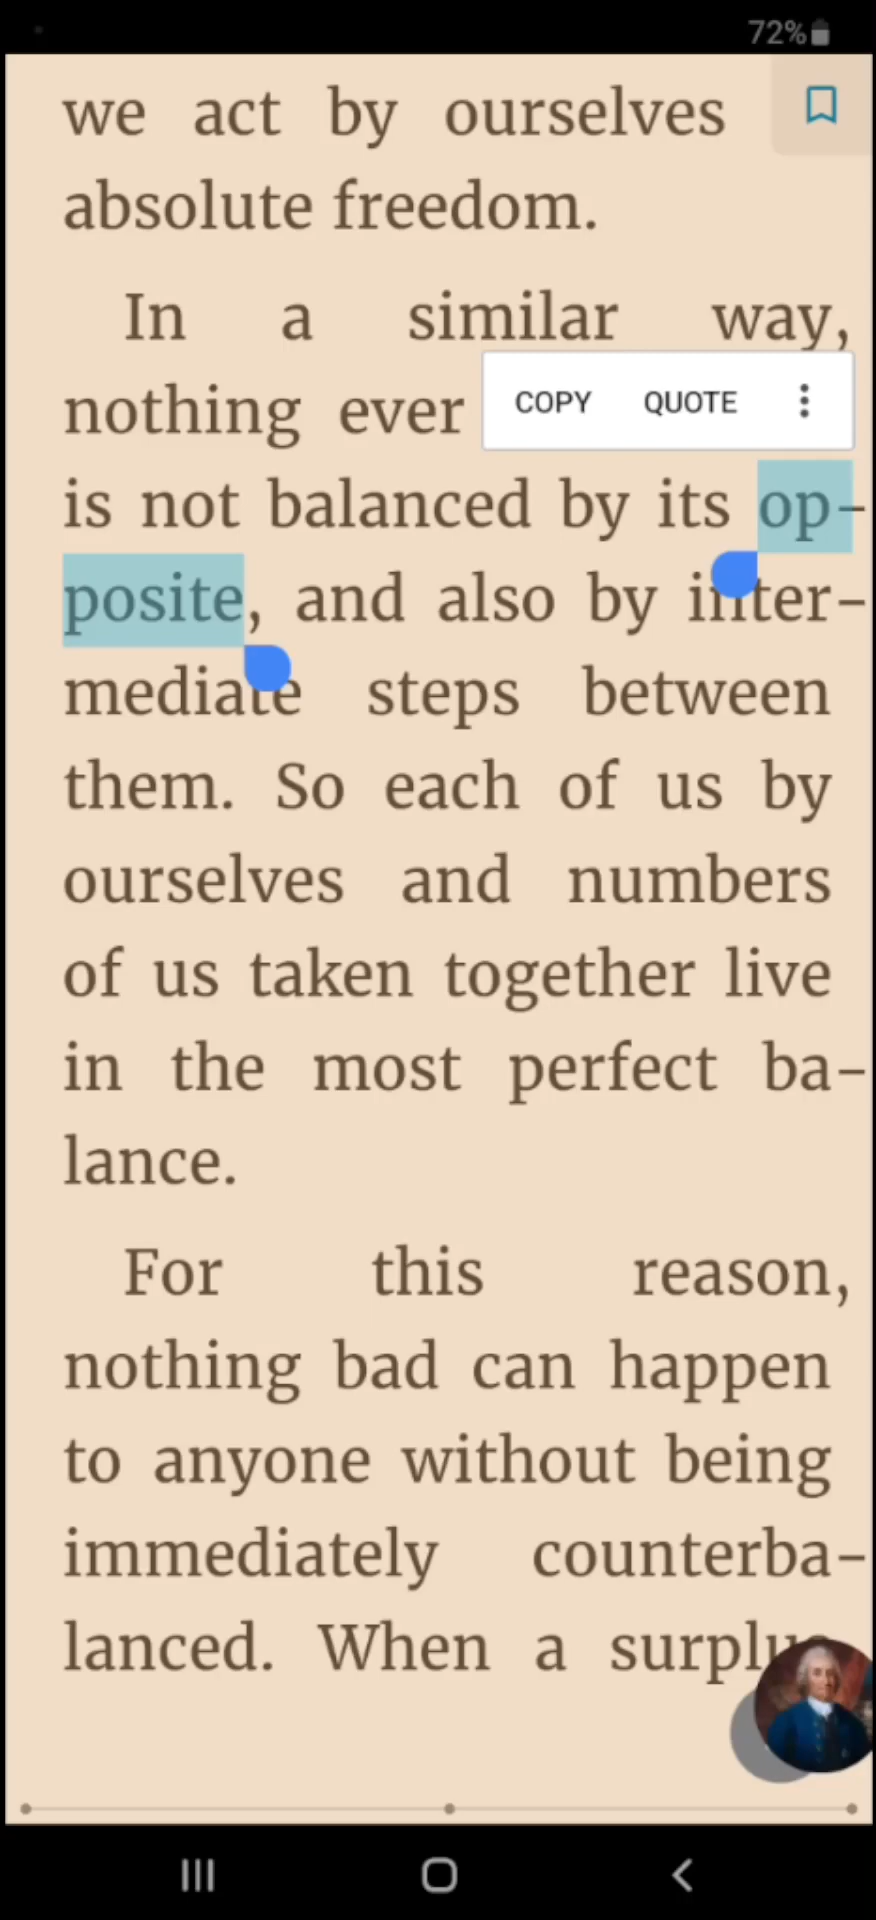 72%
we act by ourselves
absolute freedom.
In a similar way,
nothing ever
COPY QUOTE
is not balanced by its op-
posite, and also by inter-
mediate steps between
them. So each of us by
ourselves and numbers
of us taken together live
in the most perfect ba-
lance.
For this reason,
nothing bad can happen
to anyone without being
immediately counterba-
lanced. When a surplus